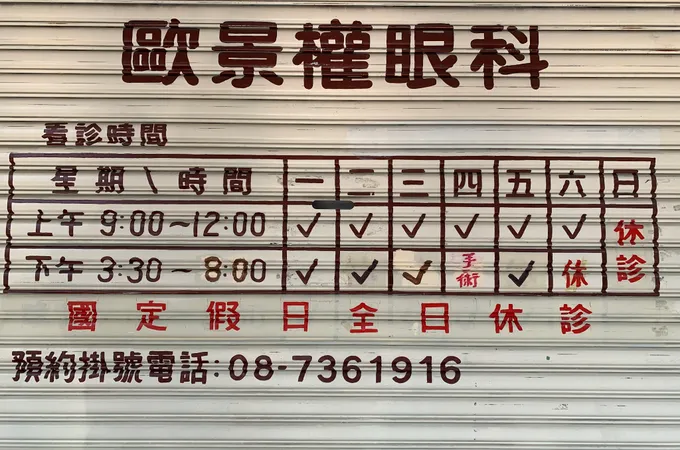 歐景權眼科
看診時間
星期\時間 一 二 三 四 五 六 日
上午 9:00~12:00 ✓ ✓ ✓ ✓ ✓ ✓ 休診
下午 3:30~8:00 ✓ ✓ ✓ 手術 ✓ 休
國定假日全日休診
預約掛號電話:08-7361916